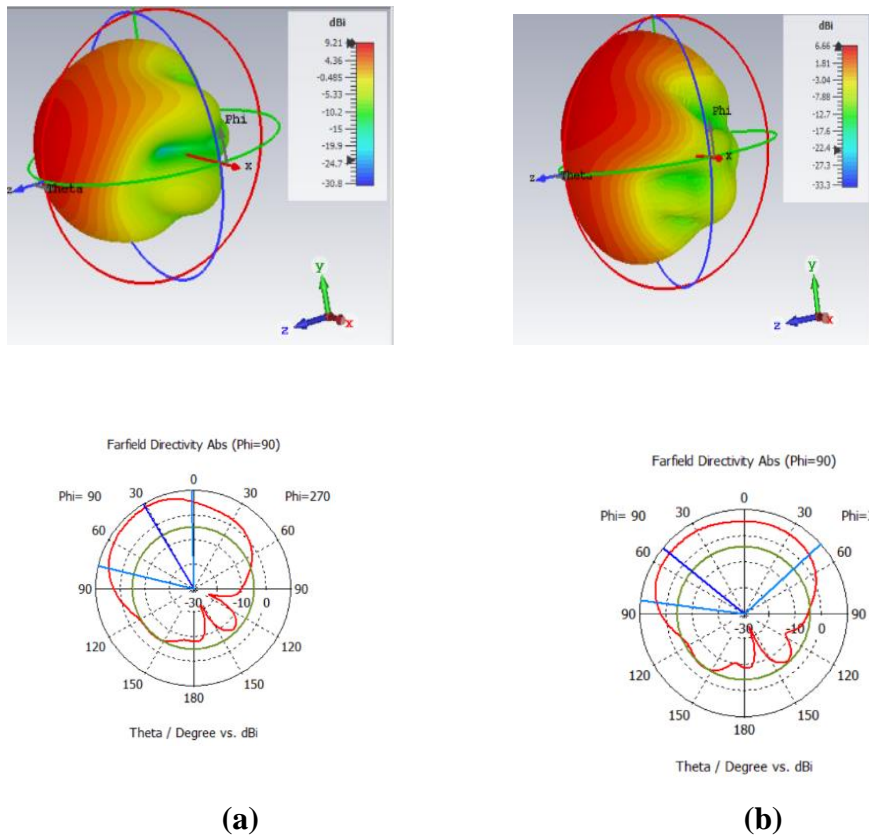 dBi
9.21
4.36
-0.485
-5.33
-10.2
-15
-19.9
-24.7
-30.8
Phi
x
z
Theta
y
z
x
dBi
6.66
1.81
-3.04
-7.88
-12.7
-17.6
-22.4
-27.3
-33.3
Phi
x
z
y
z
x
Farfield Directivity Abs (Phi=90)
0
Phi= 90 30 30 Phi=270
60 60
90 -30 -10 0 90
120 120
150 150
180
Theta / Degree vs. dBi
Farfield Directivity Abs (Phi=90)
0
Phi= 90 30 30
60 60
90 -30 -10 0 90
120 120
150 150
180
Theta / Degree vs. dBi
(a) (b)